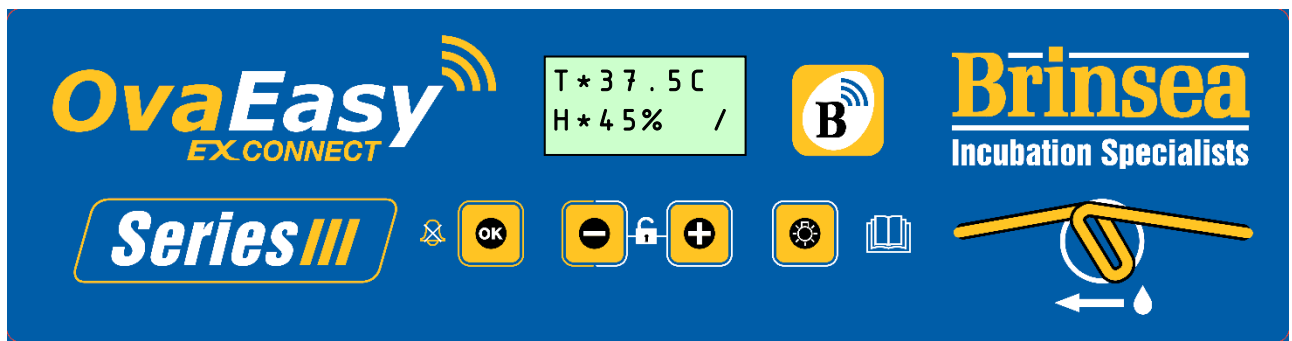 OvaEasy
EX CONNECT
T*37.5C
H*45% /
B
Brinsea
Incubation Specialists
Series III
OK